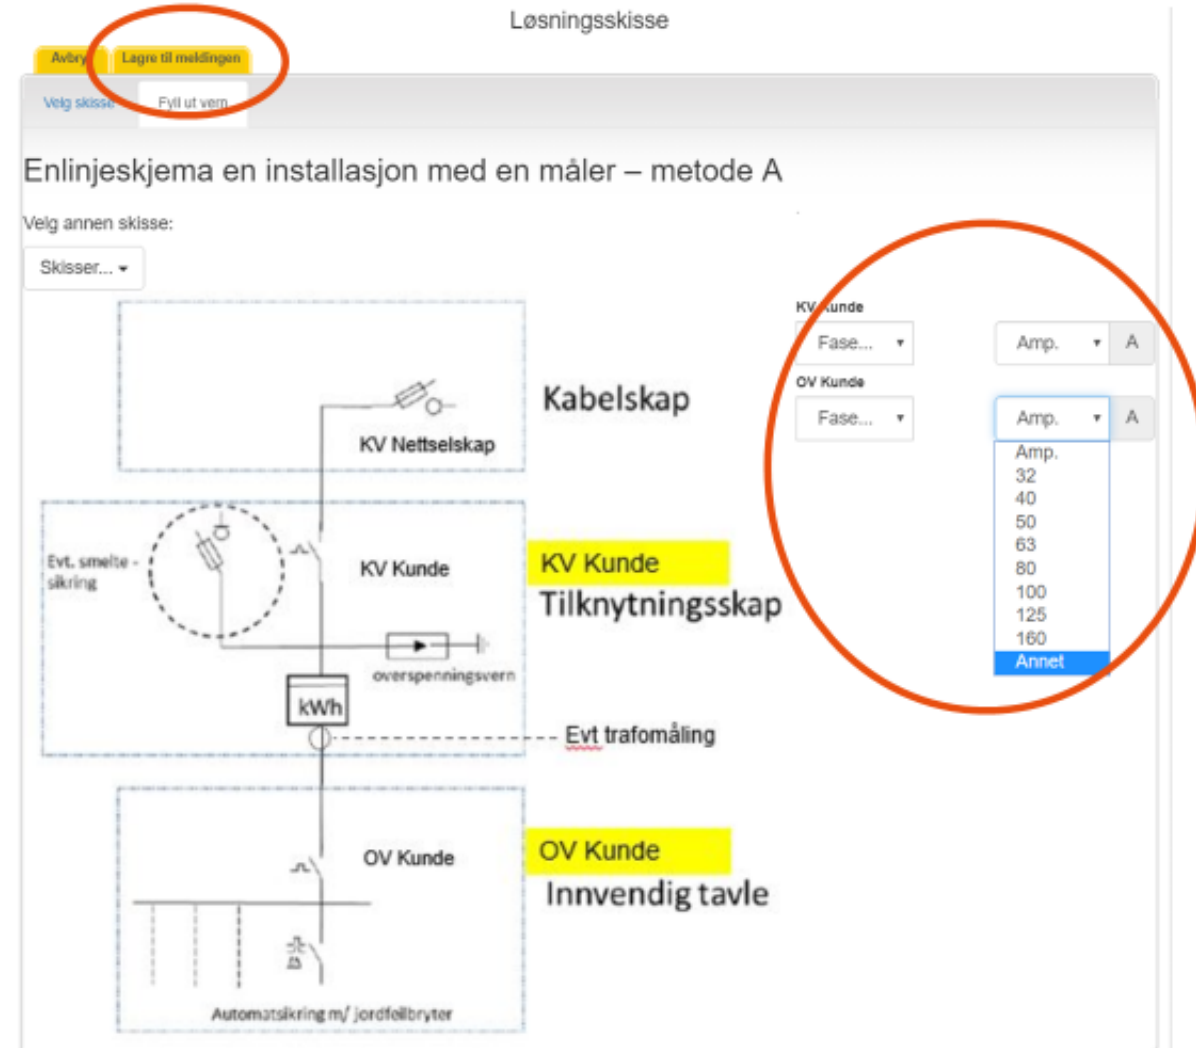 Løsningsskisse
Avbry
Lagre til meldingen
Velg skisse
Fyll ut vern
Enlinjeskjema en installasjon med en måler – metode A
Velg annen skisse:
Skisser...
KV Kunde
Fase...
Amp.
A
OV Kunde
Fase...
Amp.
A
Amp.
32
40
50
63
80
100
125
160
Annet
Kabelskap
KV Nettselskap
Evt. smelte -
sikring
KV Kunde
KV Kunde
Tilknytningsskap
overspenningsvern
kWh
Evt trafomåling
OV Kunde
OV Kunde
Innvendig tavle
Automatsikring m/ jordfeilbryter